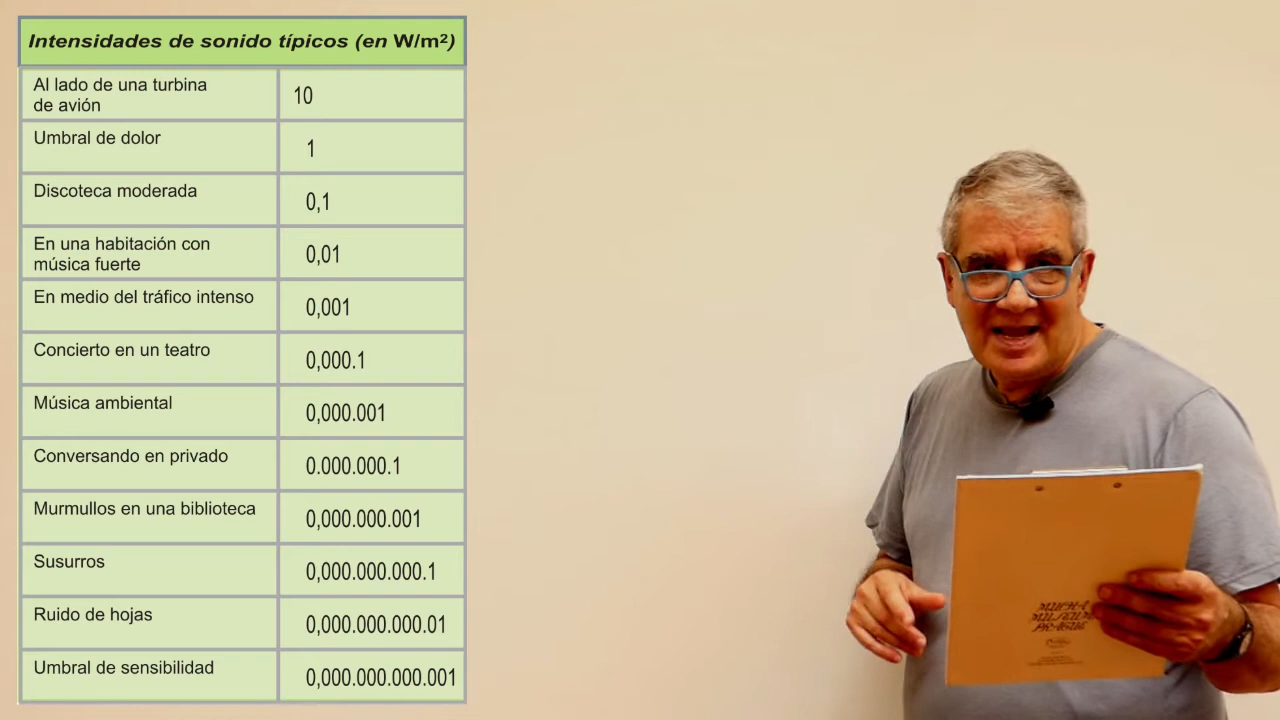 Intensidades de sonido típicos (en W/m²)
Al lado de una turbina
de avión
10
Umbral de dolor
1
Discoteca moderada
0,1
En una habitación con
música fuerte
0,01
En medio del tráfico intenso
0,001
Concierto en un teatro
0,000.1
Música ambiental
0,000.001
Conversando en privado
0.000.000.1
Murmullos en una biblioteca
0,000.000.001
Susurros
0,000.000.000.1
Ruido de hojas
0,000.000.000.01
Umbral de sensibilidad
0,000.000.000.001
MUCHA
MUSEUM
PRAGUE